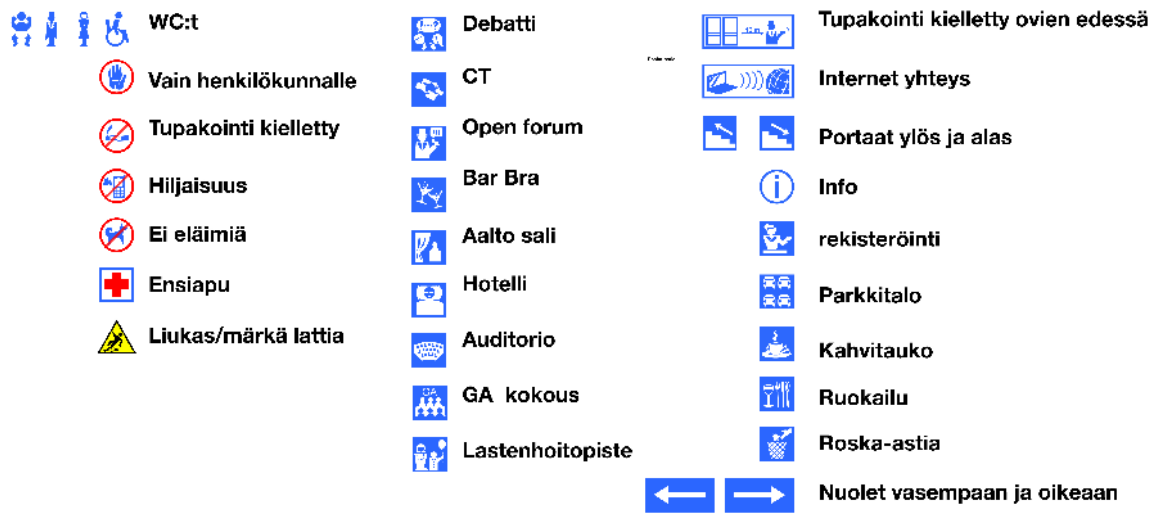 WC:t
Vain henkilökunnalle
Tupakointi kielletty
Hiljaisuus
Ei eläimiä
Ensiapu
Liukas/märkä lattia
Debatti
CT
Open forum
Bar Bra
Aalto sali
Hotelli
Auditorio
GA kokous
GA
Lastenhoitopiste
Tupakointi kielletty ovien edessä
Internet yhteys
Portaat ylös ja alas
Info
i
rekisteröinti
Parkkitalo
Kahvitauko
Ruokailu
Roska-astia
Nuolet vasempaan ja oikeaan